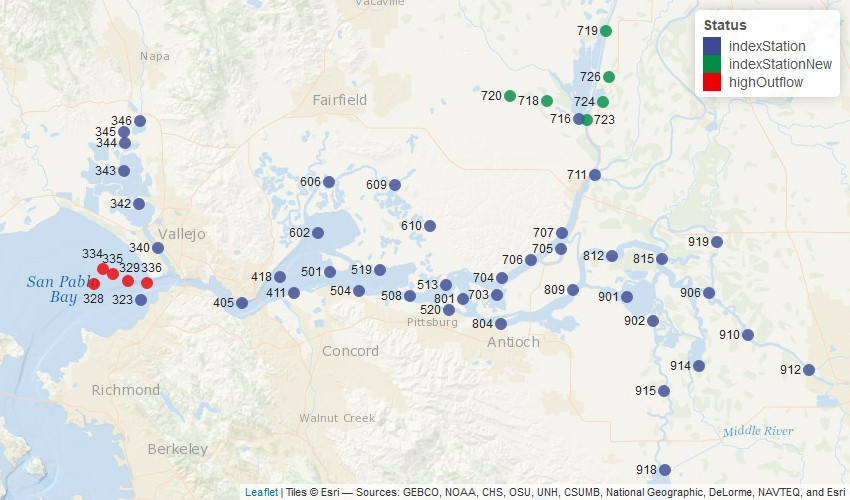 Vacaville
Status
indexStation
indexStationNew
highOutflow
719
Napa
726
720
718
724
Fairfield
716
723
346
345
344
343
711
606
609
342
610
Vallejo
602
707
919
340
705
334
335
812
815
706
329
336
418
501
519
San Pablo
Bay
704
513
411
504
809
906
328
323
405
508
801
703
901
520
Pittsburg
804
902
910
Antioch
Concord
914
912
Richmond
915
Walnut Creek
Middle River
Berkeley
918
Leaflet | Tiles © Esri — Sources: GEBCO, NOAA, CHS, OSU, UNH, CSUMB, National Geographic, DeLorme, NAVTEQ, and Esri